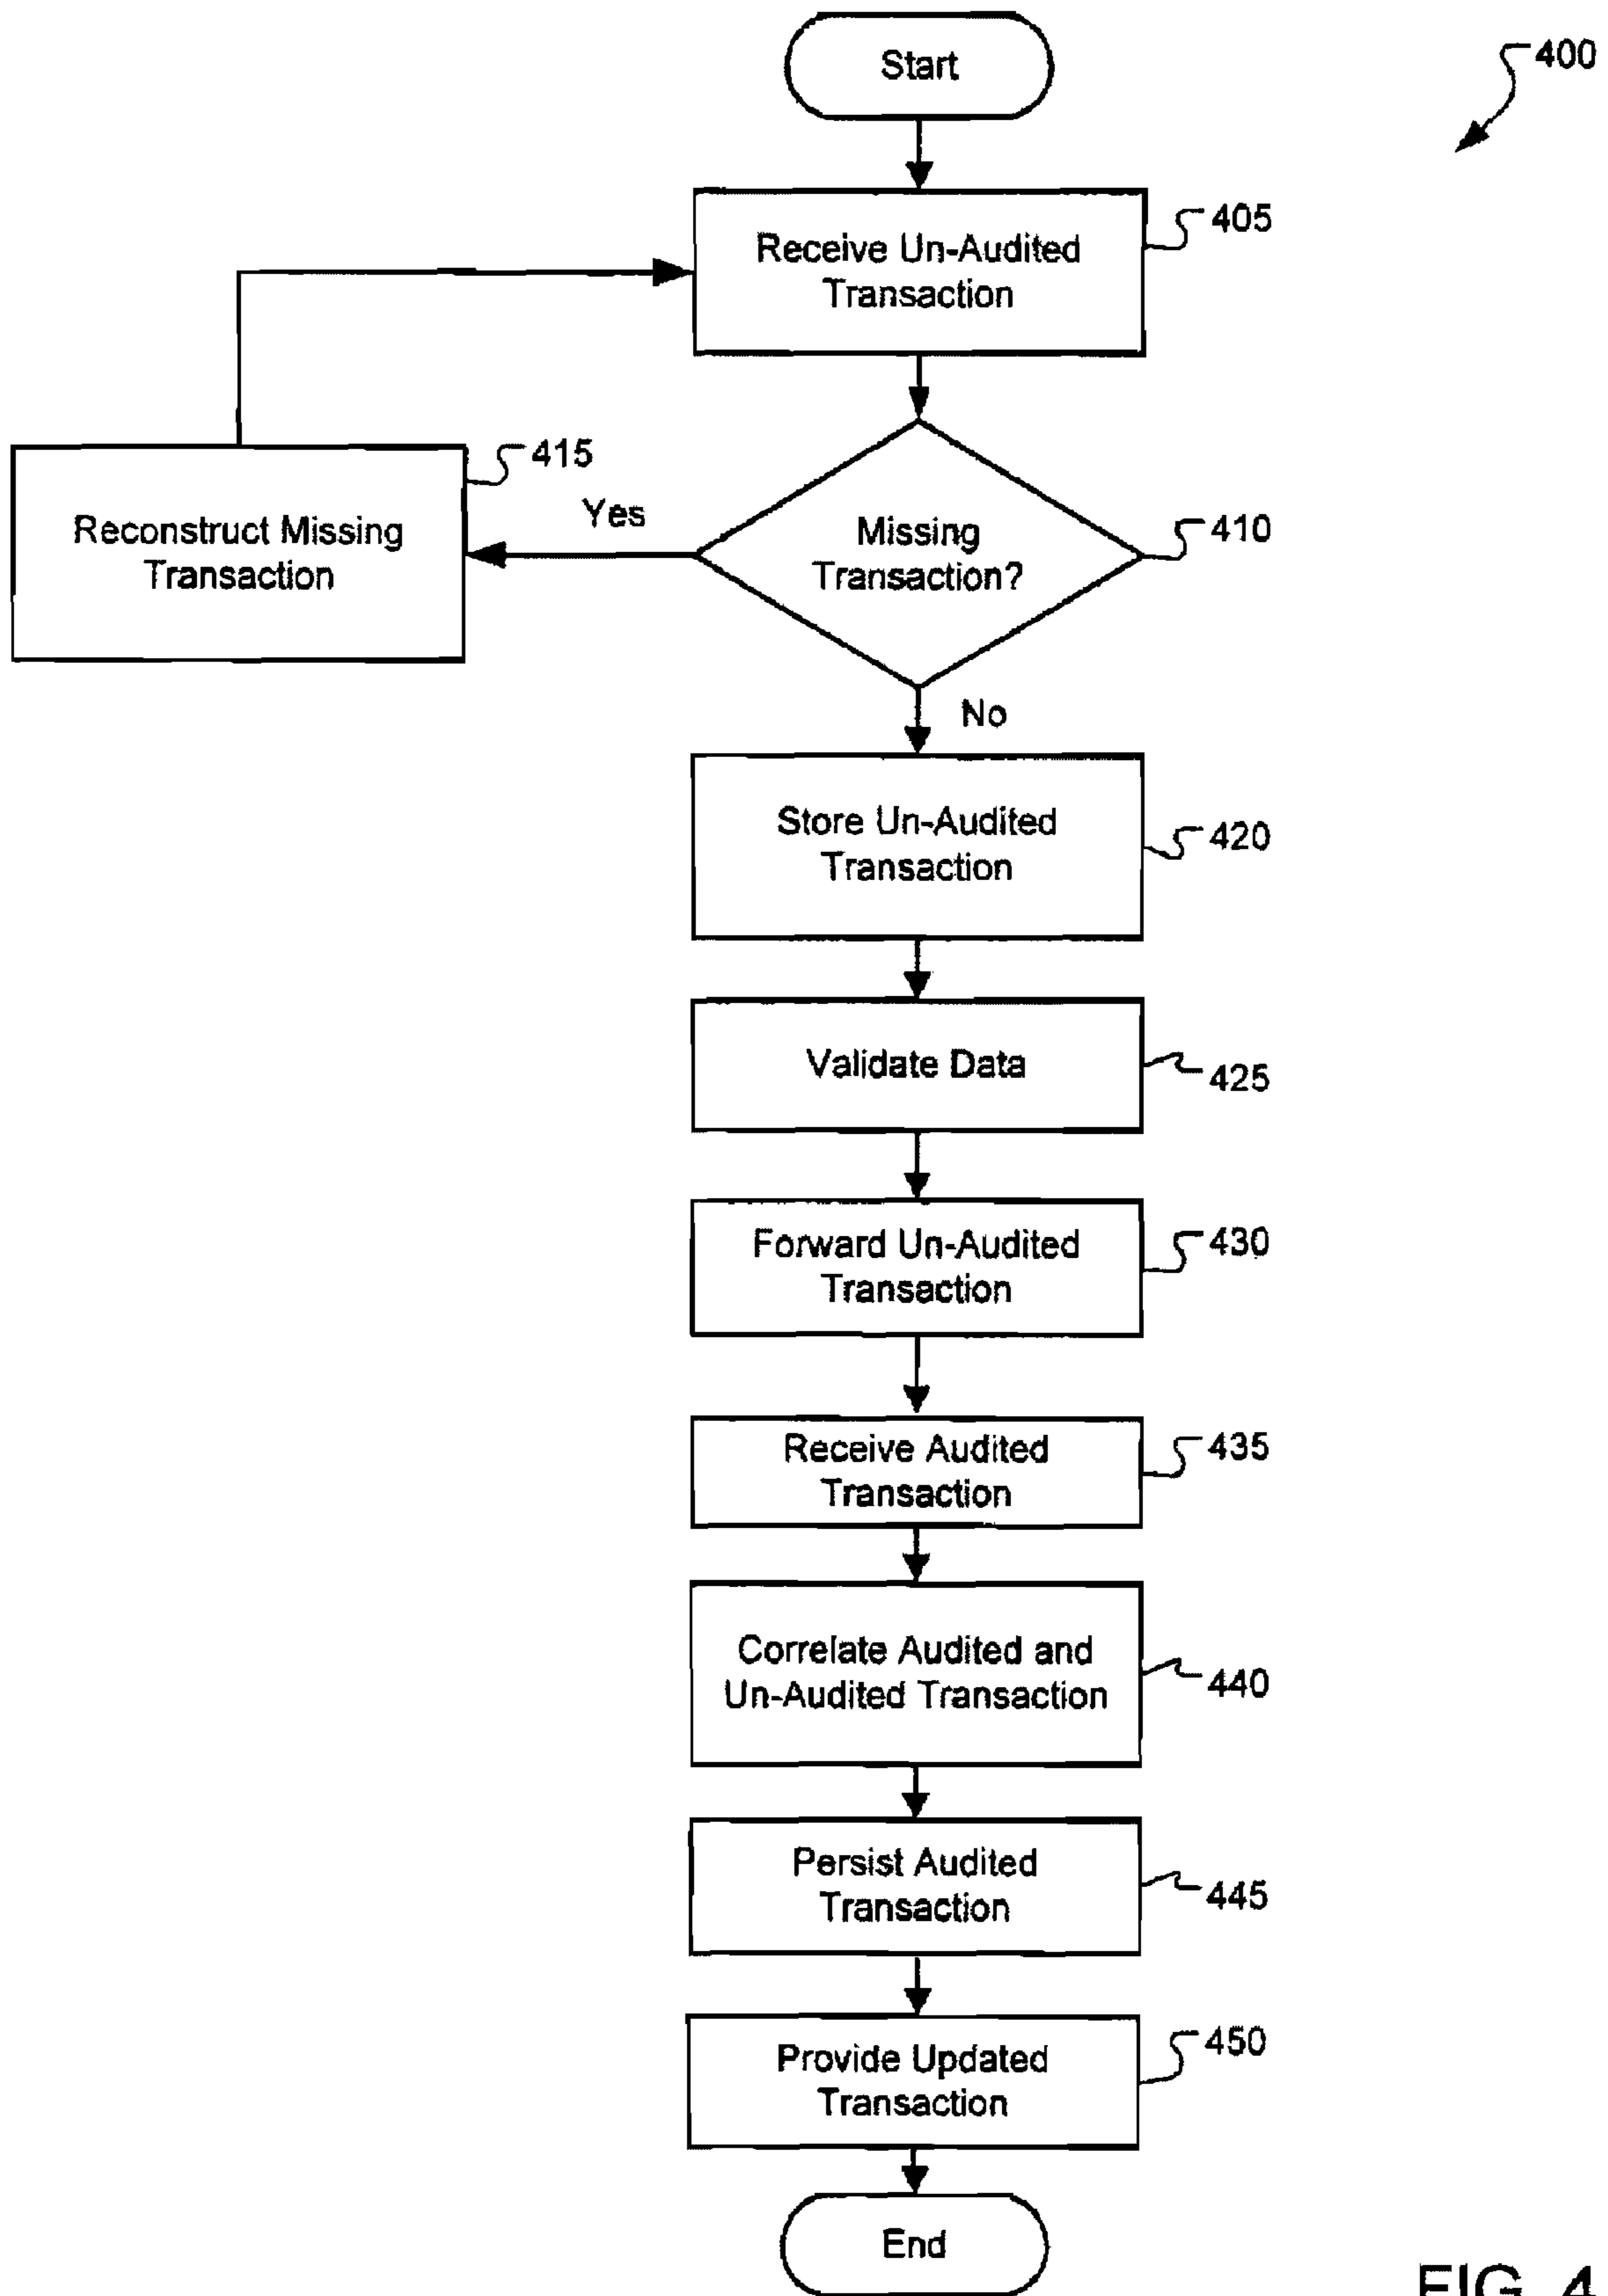 Start
400
Receive Un-Audited
Transaction
405
415
Reconstruct Missing
Transaction
Yes
Missing
Transaction?
410
No
Store Un-Audited
Transaction
420
Validate Data
425
Forward Un-Audited
Transaction
430
Receive Audited
Transaction
435
Correlate Audited and
Un-Audited Transaction
440
Persist Audited
Transaction
445
Provide Updated
Transaction
450
End
FIG. 4